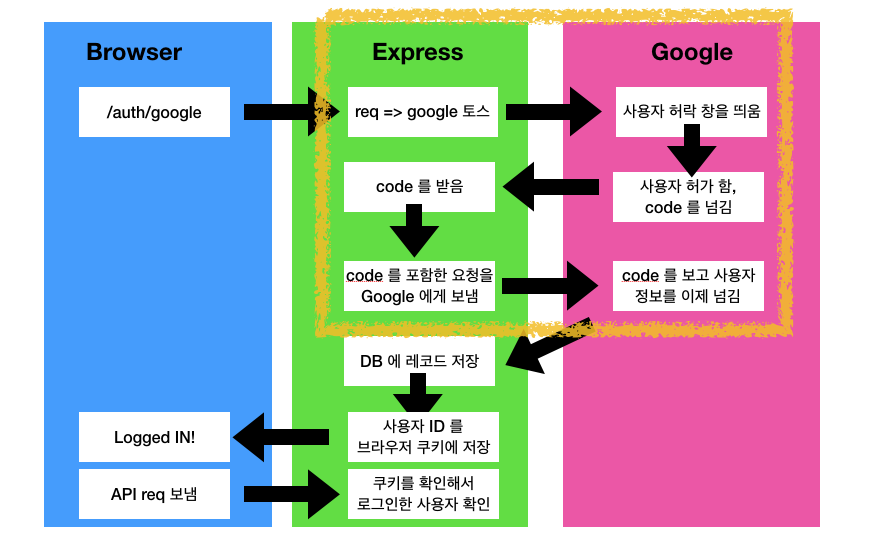 Browser
Express
Google
/auth/google
req => google 토스
사용자 허락 창을 띄움
code 를 받음
사용자 허가 함,
code 를 넘김
code 를 포함한 요청을
Google 에게 보냄
code 를 보고 사용자
정보를 이제 넘김
DB 에 레코드 저장
Logged IN!
사용자 ID 를
브라우저 쿠키에 저장
API req 보냄
쿠키를 확인해서
로그인한 사용자 확인